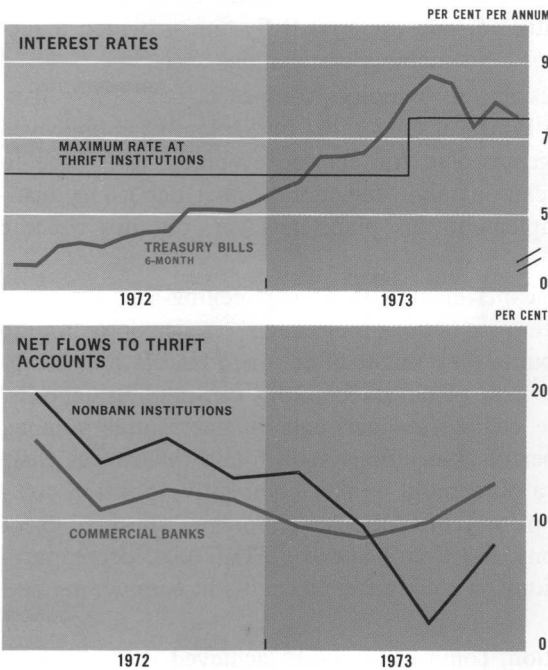 PER CENT PER ANNUM
INTEREST RATES
9
7
MAXIMUM RATE AT
THRIFT INSTITUTIONS
5
TREASURY BILLS
6-MONTH
0
1972 1973
PER CENT
NET FLOWS TO THRIFT
ACCOUNTS
20
NONBANK INSTITUTIONS
10
COMMERCIAL BANKS
0
1972 1973